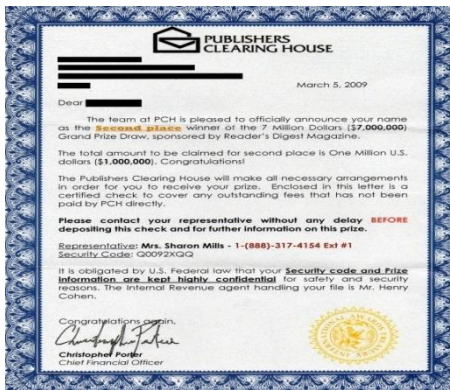 PUBLISHERS
CLEARING HOUSE
March 5, 2009
Dear
The team at PCH is pleased to officially announce your name
as the Second place winner of the 7 Million Dollars ($7,000,000)
Grand Prize Draw, sponsored by Reader's Digest Magazine.
The total amount to be claimed for second place is One Million U.S.
dollars ($1,000,000). Congratulations!
The Publishers Clearing House will make all necessary arrangements
in order for you to receive your prize. Enclosed in this letter is a
certified check to cover any outstanding fees that has not been
paid by PCH directly.
Please contact your representative without any delay BEFORE
depositing this check and for further information on this prize.
Representative: Mrs. Sharon Mills - 1-(888)-317-4154 Ext #1
Security Code: Q0092XQQ
It is obligated by U.S. Federal law that your Security code and Prize
information are kept highly confidential for safety and security
reasons. The Internal Revenue agent handling your file is Mr. Henry
Cohen.
Congratulations again,
Christopher Porter
Chief Financial Officer